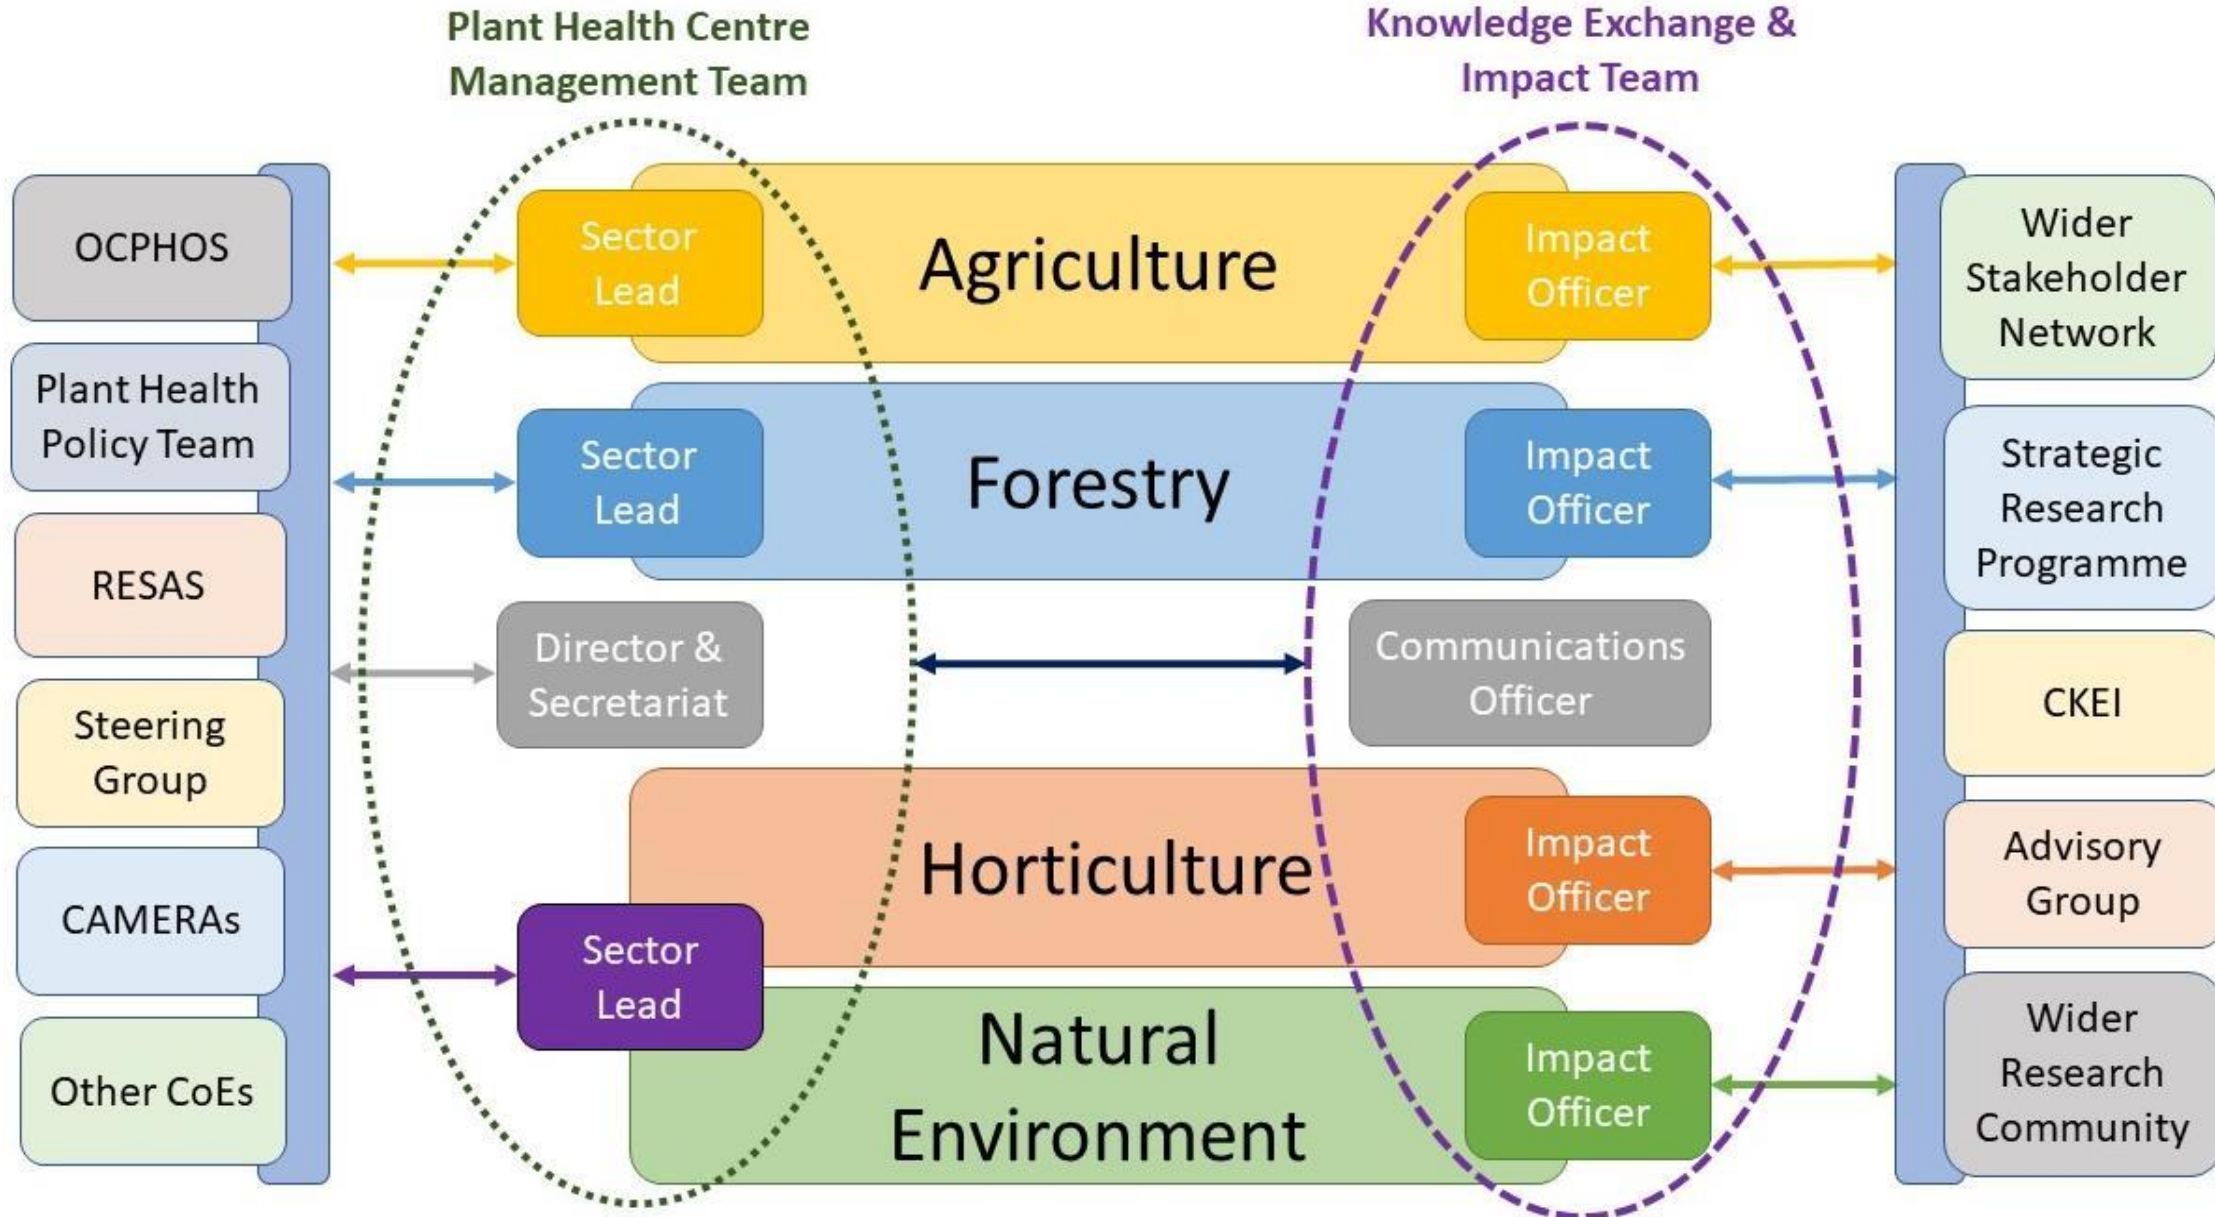 Plant Health Centre
Management Team
Knowledge Exchange &
Impact Team
OCPHOS
Plant Health
Policy Team
RESAS
Steering
Group
CAMERAs
Other CoEs
Sector
Lead
Agriculture
Impact
Officer
Sector
Lead
Forestry
Impact
Officer
Director &
Secretariat
Communications
Officer
Horticulture
Impact
Officer
Sector
Lead
Natural
Environment
Impact
Officer
Wider
Stakeholder
Network
Strategic
Research
Programme
CKEI
Advisory
Group
Wider
Research
Community